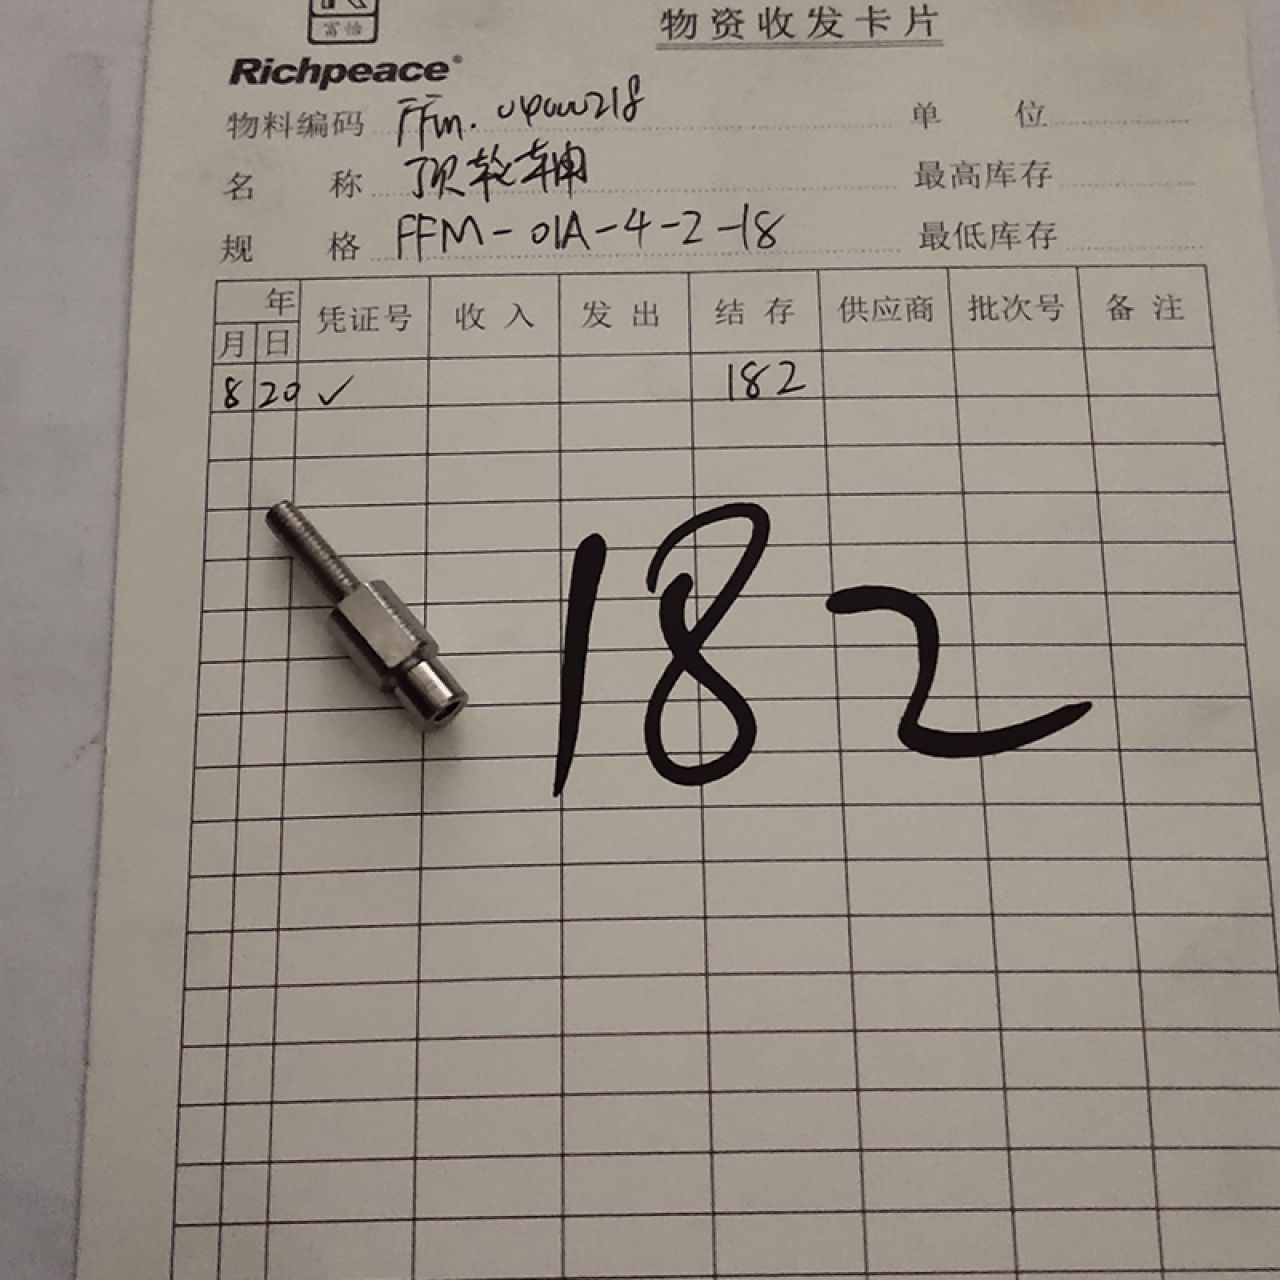 富怡
物资收发卡片
Richpeace
物料编码 FFM. 04000218 单位
名称 顶轮轴 最高库存
规格 FFM-01A-4-2-18 最低库存
年 凭证号 收入 发出 结存 供应商 批次号 备注
月 日
8 20 ✓ 182
182